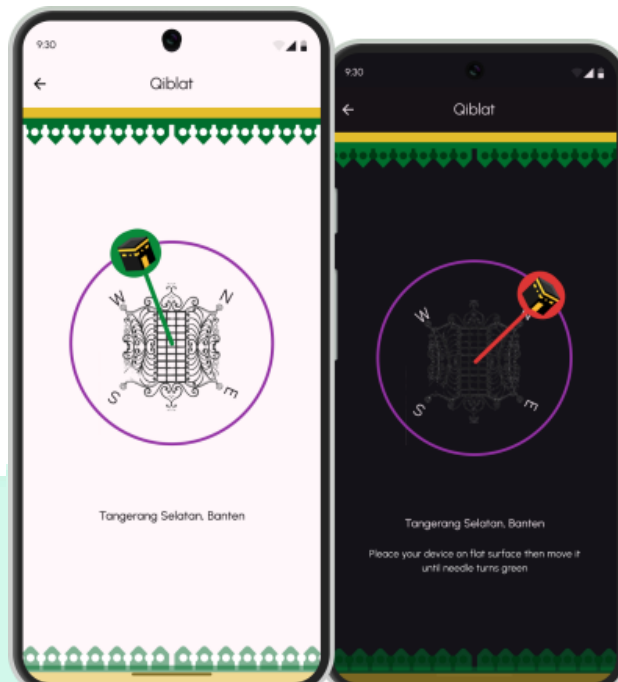 9:30
Qiblat
W
N
S
E
Tangerang Selatan, Banten
9:30
Qiblat
W
S
E
Tangerang Selatan, Banten
Pleace your device on flat surface then move it
until needle turns green